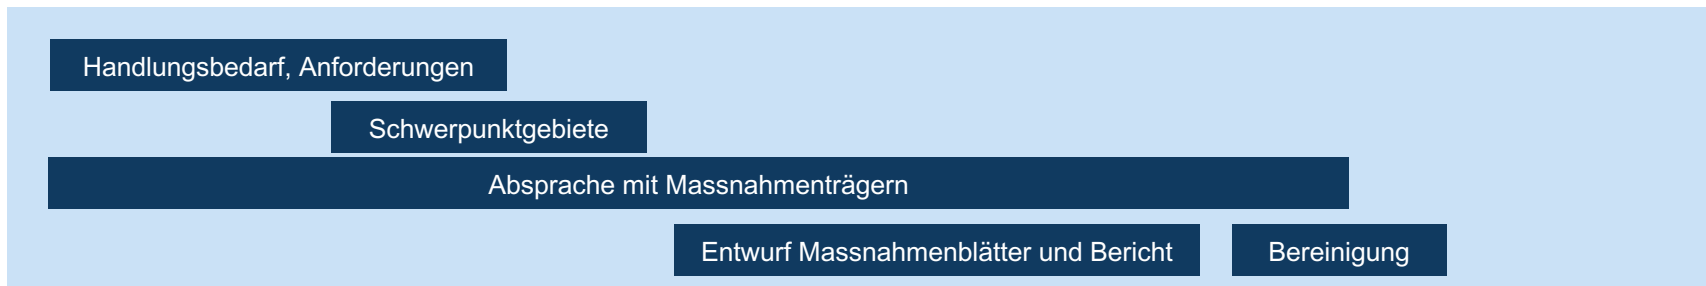 Handlungsbedarf, Anforderungen
Schwerpunktgebiete
Absprache mit Massnahmenträgern
Entwurf Massnahmenblätter und Bericht
Bereinigung